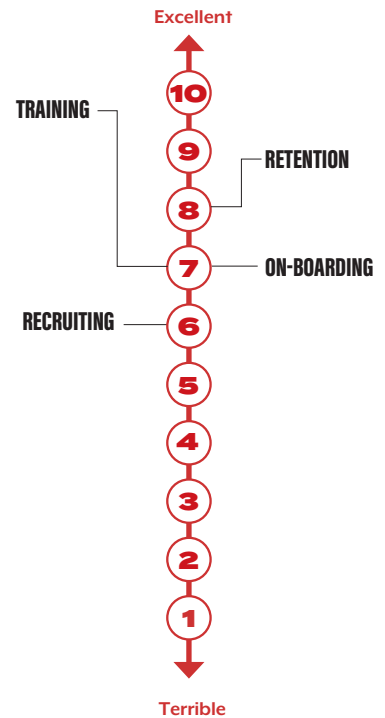 Excellent
10
TRAINING
9
RETENTION
8
7
ON-BOARDING
RECRUITING
6
5
4
3
2
1
Terrible